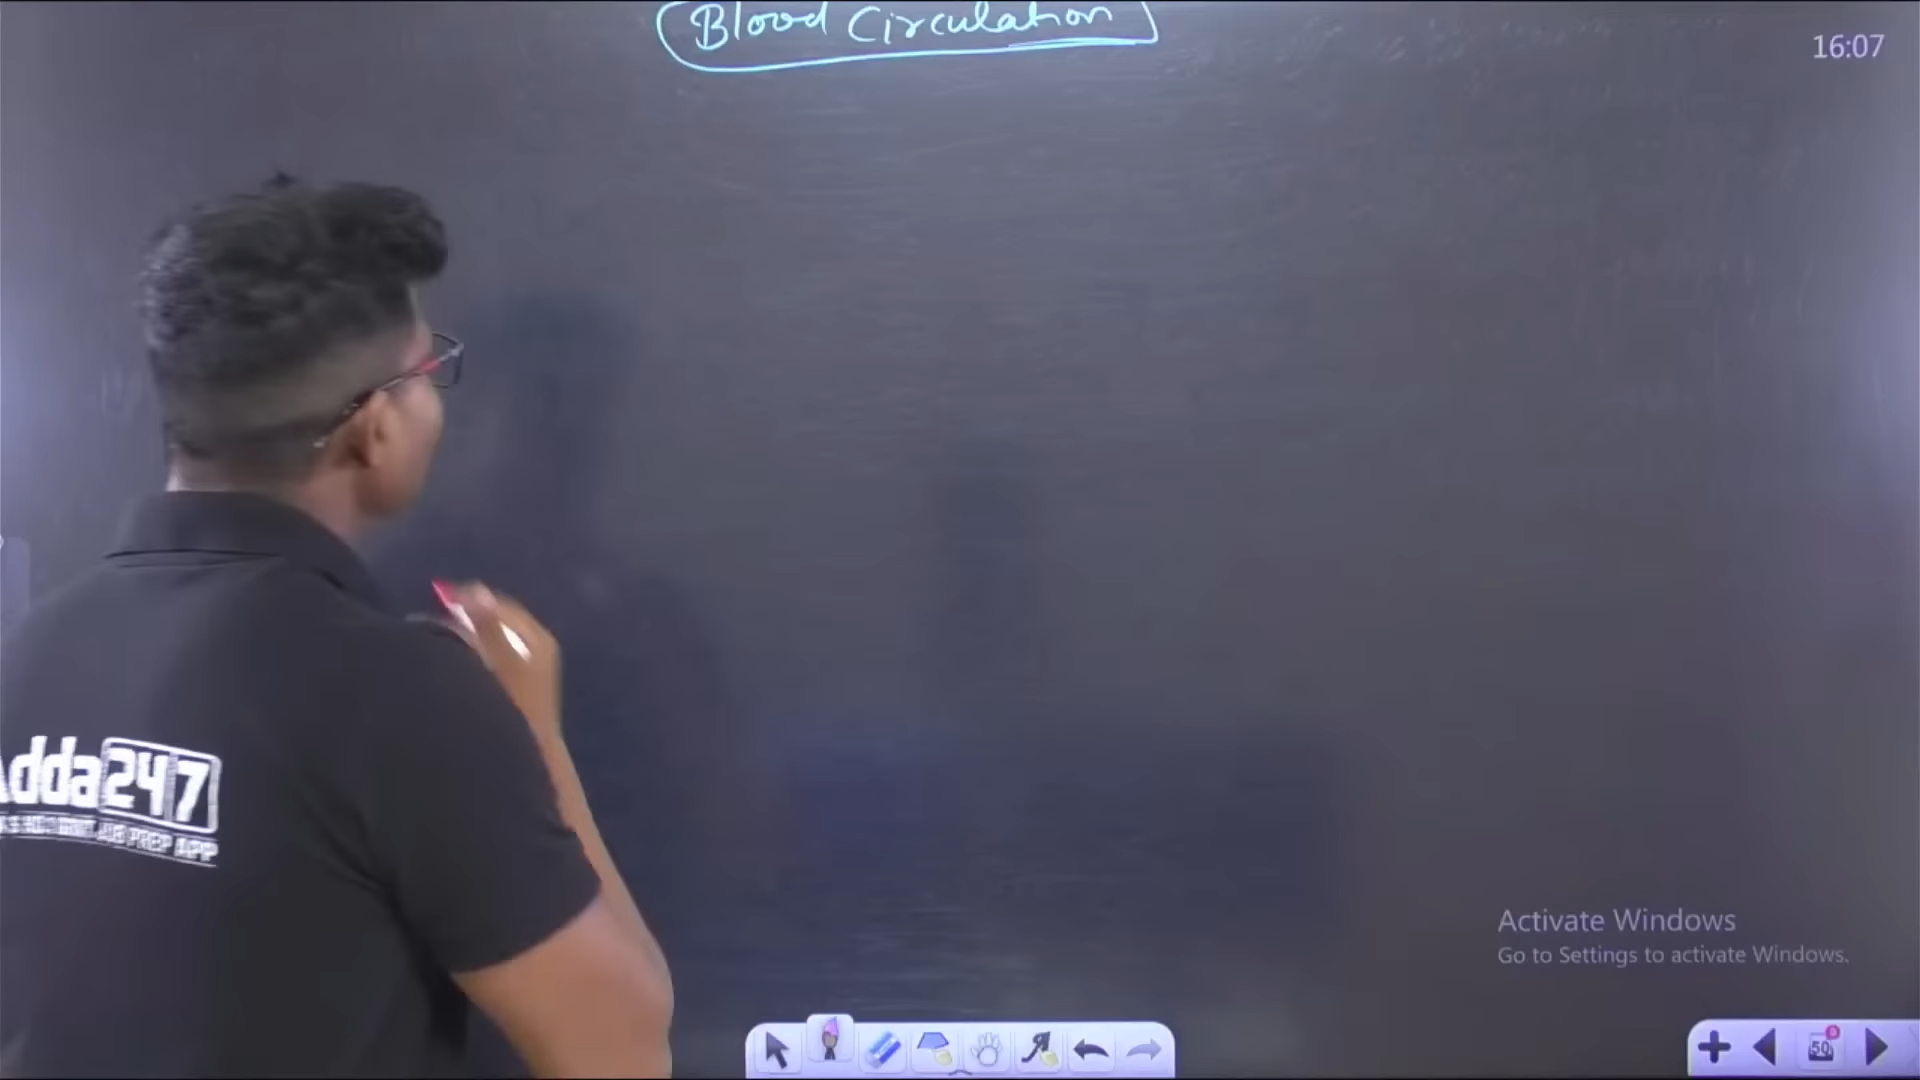 Blood Circulation
16:07
Adda247
Activate Windows
Go to Settings to activate Windows.
50